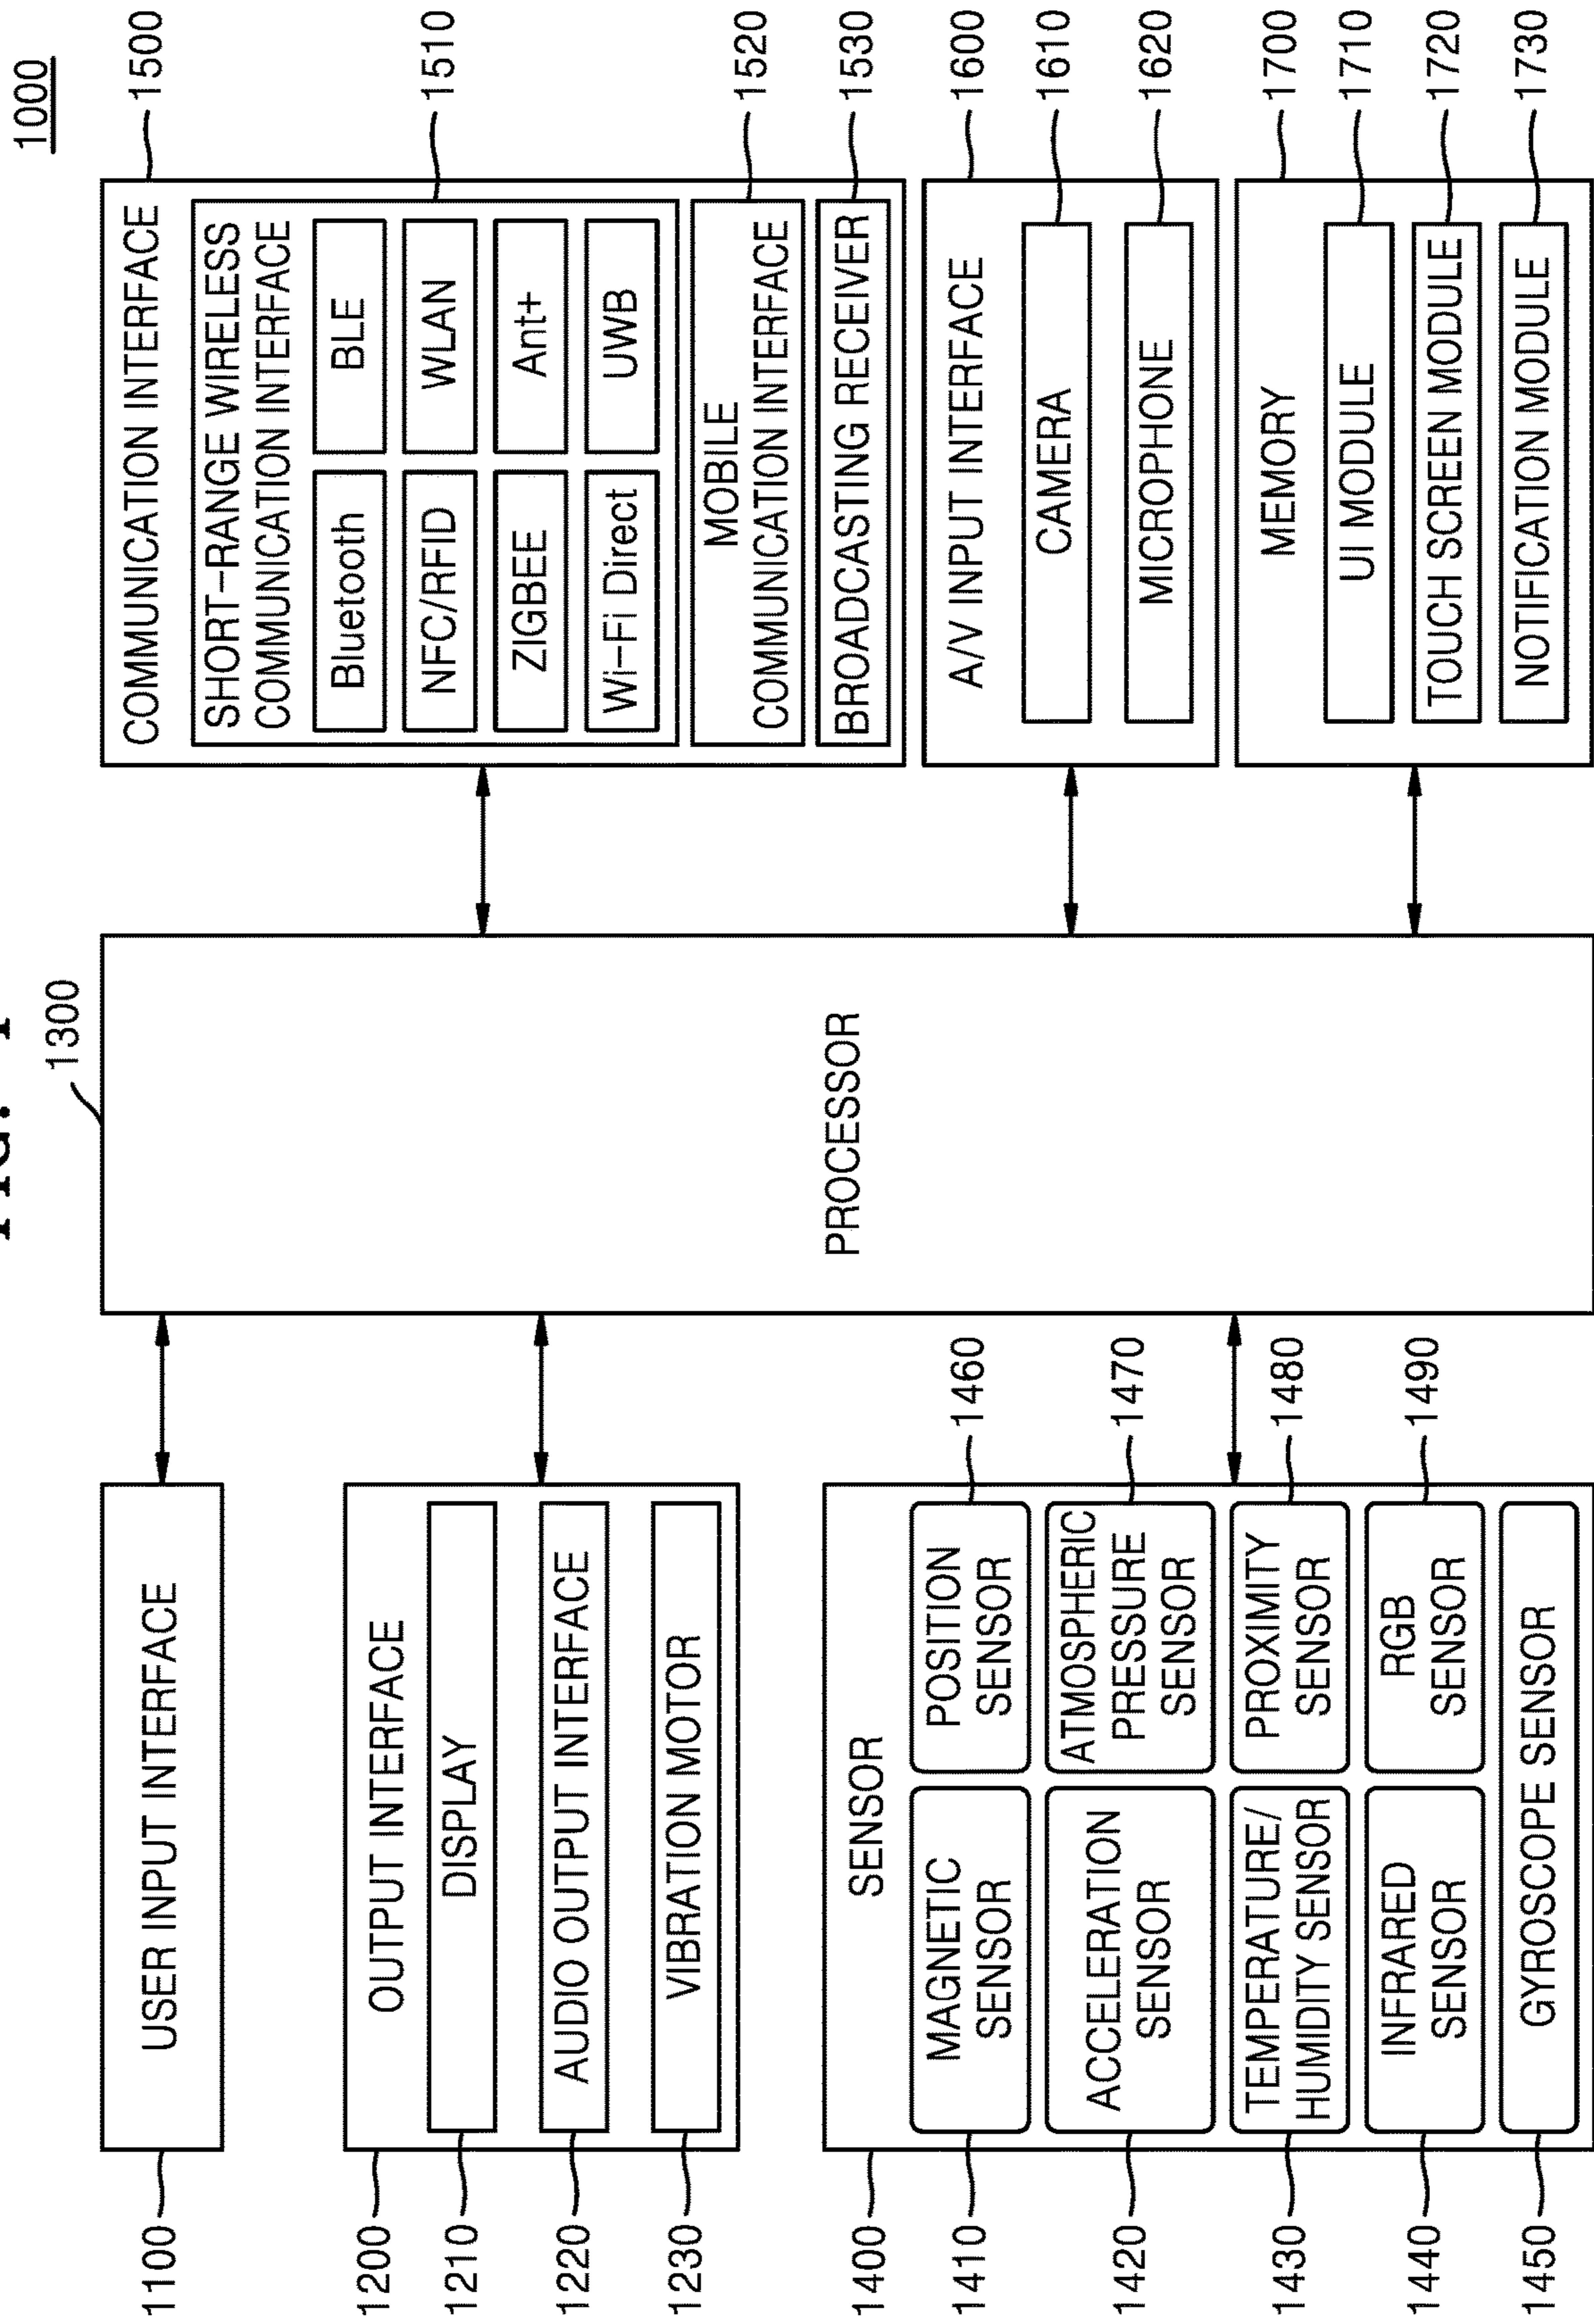 1000
1300
1100
USER INPUT INTERFACE
1200
OUTPUT INTERFACE
1210
DISPLAY
1220
AUDIO OUTPUT INTERFACE
1230
VIBRATION MOTOR
1400
SENSOR
1410
MAGNETIC
SENSOR
POSITION
SENSOR
1460
1420
ACCELERATION
SENSOR
ATMOSPHERIC
PRESSURE
SENSOR
1470
1430
TEMPERATURE/
HUMIDITY SENSOR
PROXIMITY
SENSOR
1480
1440
INFRARED
SENSOR
RGB
SENSOR
1490
1450
GYROSCOPE SENSOR
PROCESSOR
COMMUNICATION INTERFACE
1500
SHORT-RANGE WIRELESS
COMMUNICATION INTERFACE
1510
Bluetooth
BLE
NFC/RFID
WLAN
ZIGBEE
Ant+
Wi-Fi Direct
UWB
MOBILE
COMMUNICATION INTERFACE
1520
BROADCASTING RECEIVER
1530
A/V INPUT INTERFACE
1600
CAMERA
1610
MICROPHONE
1620
MEMORY
1700
UI MODULE
1710
TOUCH SCREEN MODULE
1720
NOTIFICATION MODULE
1730